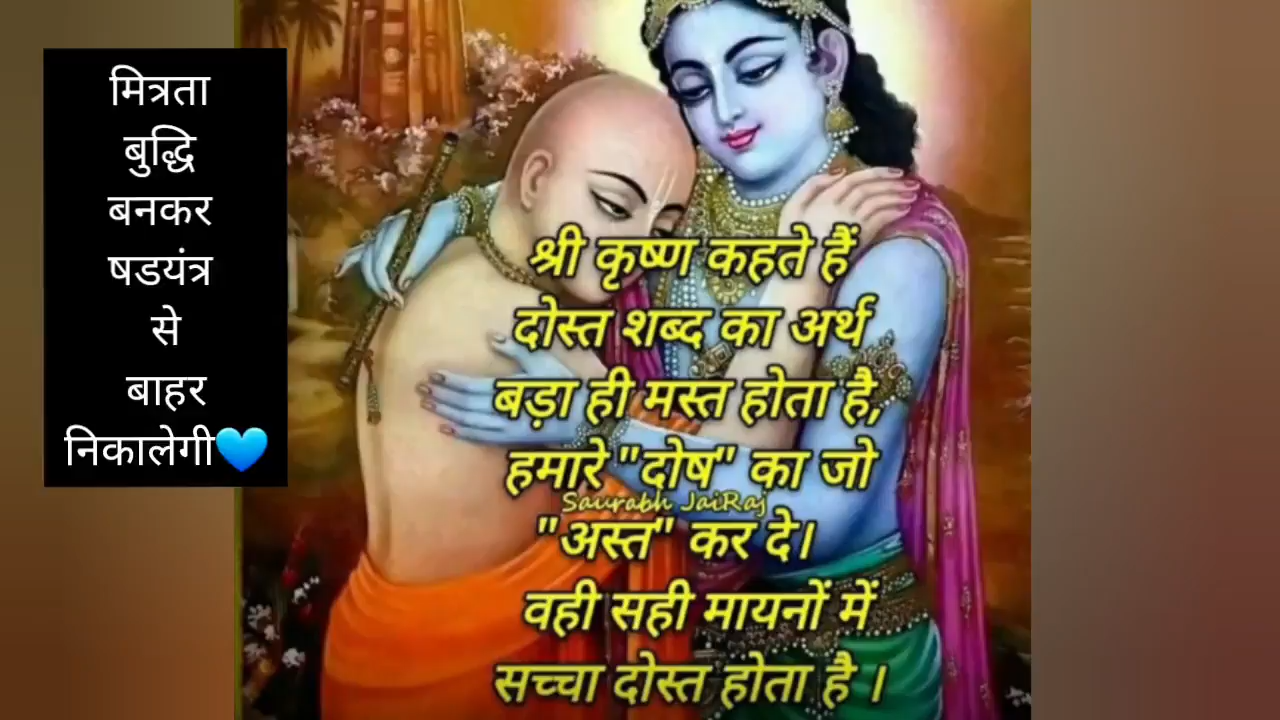 मित्रता
बुद्धि
बनकर
षडयंत्र
से
बाहर
निकालेगी💙
श्री कृष्ण कहते हैं
दोस्त शब्द का अर्थ
बड़ा ही मस्त होता है,
हमारे "दोष" का जो
Saurabh JaiRaj
"अस्त" कर दे।
वही सही मायनों में
सच्चा दोस्त होता है ।